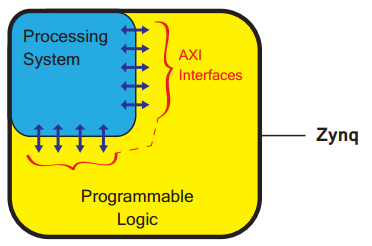 Processing
System
AXI
Interfaces
Zynq
Programmable
Logic